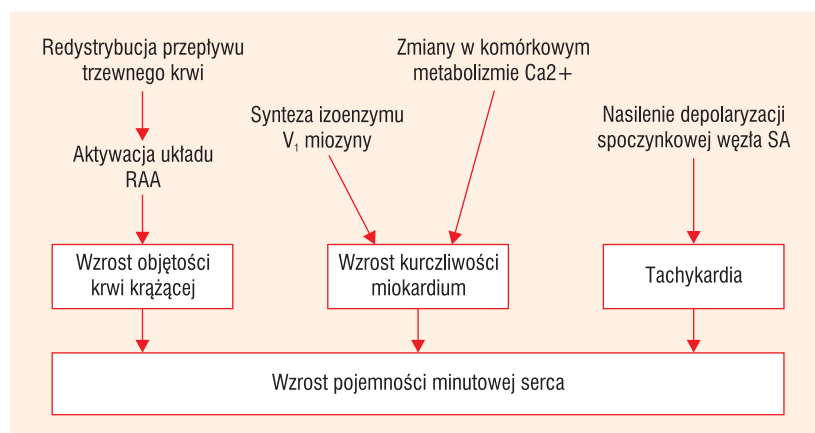 Redystrybucja przepływu
trzewnego krwi
Zmiany w komórkowym
metabolizmie Ca2+
Synteza izoenzymu
V₁ miozyny
Nasilenie depolaryzacji
spoczynkowej węzła SA
Aktywacja układu
RAA
Wzrost objętości
krwi krążącej
Wzrost kurczliwości
miokardium
Tachykardia
Wzrost pojemności minutowej serca